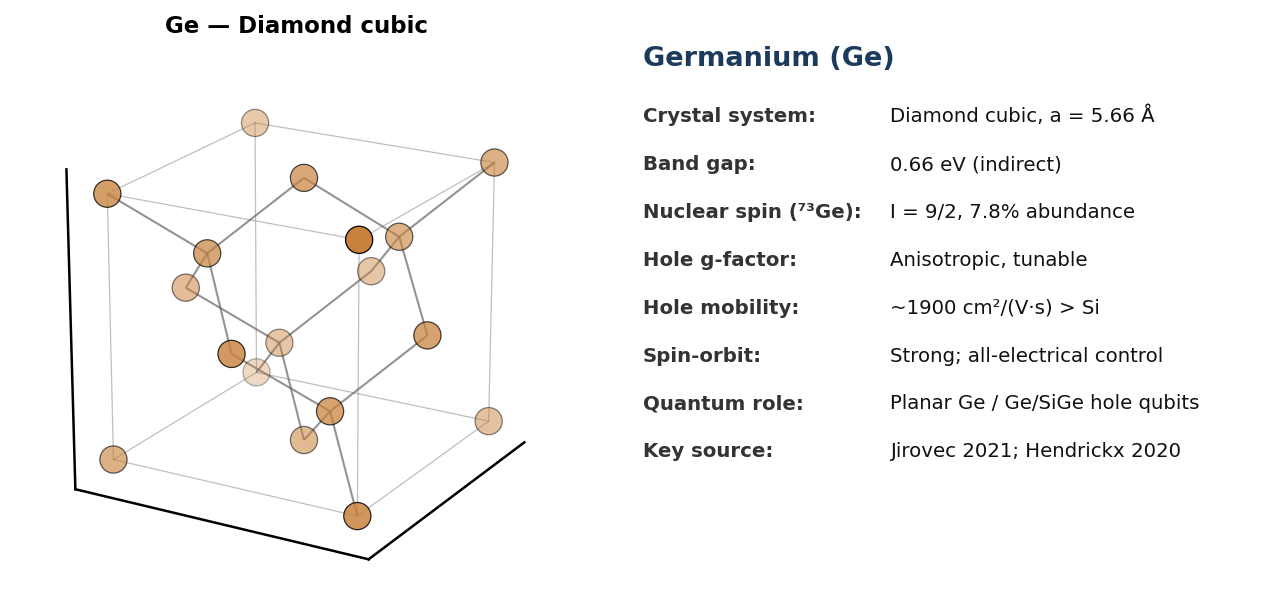 Ge — Diamond cubic
Germanium (Ge)
Crystal system: Diamond cubic, a = 5.66 Å
Band gap: 0.66 eV (indirect)
Nuclear spin (⁷³Ge): I = 9/2, 7.8% abundance
Hole g-factor: Anisotropic, tunable
Hole mobility: ~1900 cm²/(V·s) > Si
Spin-orbit: Strong; all-electrical control
Quantum role: Planar Ge / Ge/SiGe hole qubits
Key source: Jirovec 2021; Hendrickx 2020